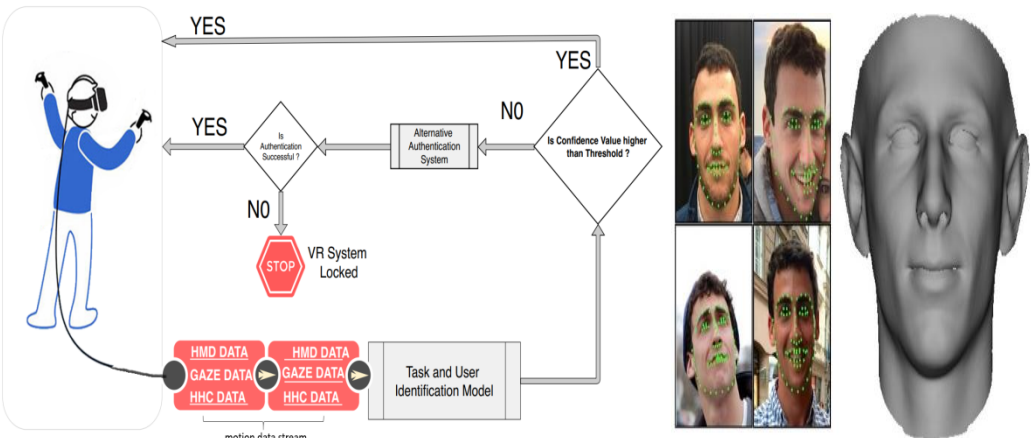 YES
YES
N0
Is Confidence Value higher
than Threshold ?
Alternative
Authentication
System
Is
Authentication
Successful ?
YES
N0
STOP
VR System
Locked
HMD DATA
GAZE DATA
HHC DATA
HMD DATA
GAZE DATA
HHC DATA
Task and User
Identification Model
motion data stream